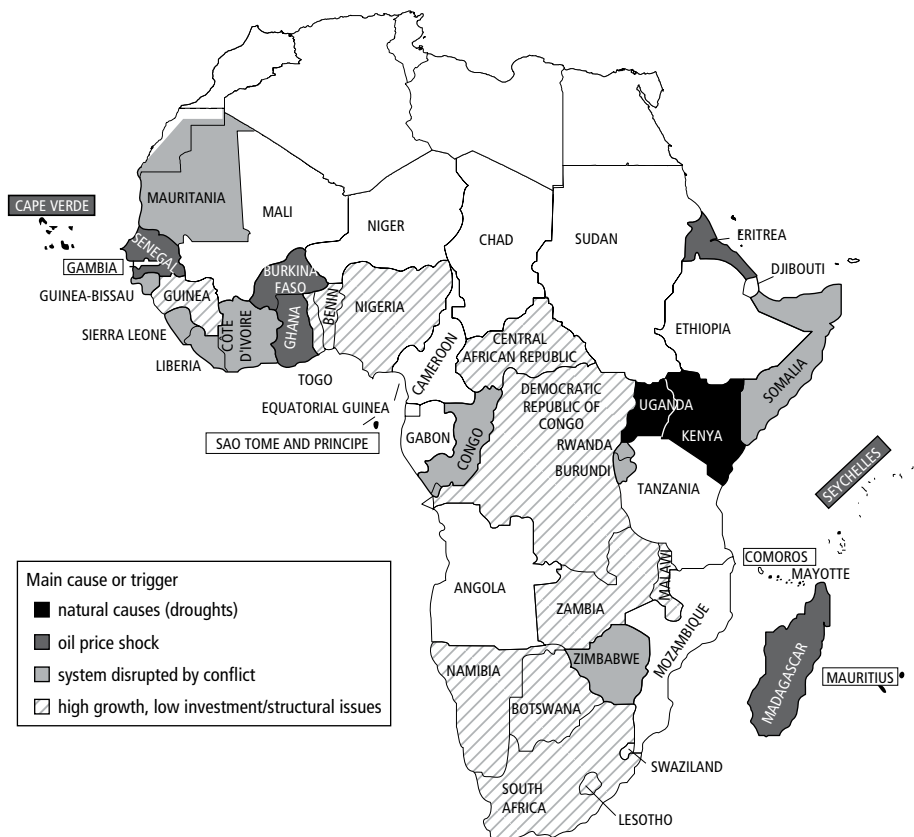 MAURITANIA
CAPE VERDE
MALI
NIGER
CHAD
SUDAN
ERITREA
SENEGAL
GAMBIA
DJIBOUTI
BURKINA
FASO
GUINEA-BISSAU
GUINEA
BENIN
NIGERIA
GHANA
CÔTE
D'IVOIRE
ETHIOPIA
SIERRA LEONE
CENTRAL
AFRICAN REPUBLIC
CAMEROON
LIBERIA
SOMALIA
TOGO
DEMOCRATIC
REPUBLIC OF
CONGO
EQUATORIAL GUINEA
UGANDA
KENYA
GABON
CONGO
SAO TOME AND PRINCIPE
RWANDA
BURUNDI
TANZANIA
SEYCHELLES
COMOROS
MAYOTTE
ANGOLA
MALAWI
ZAMBIA
MOZAMBIQUE
ZIMBABWE
NAMIBIA
BOTSWANA
MADAGASCAR
MAURITIUS
SWAZILAND
SOUTH
AFRICA
LESOTHO
Main cause or trigger
natural causes (droughts)
oil price shock
system disrupted by conflict
high growth, low investment/structural issues